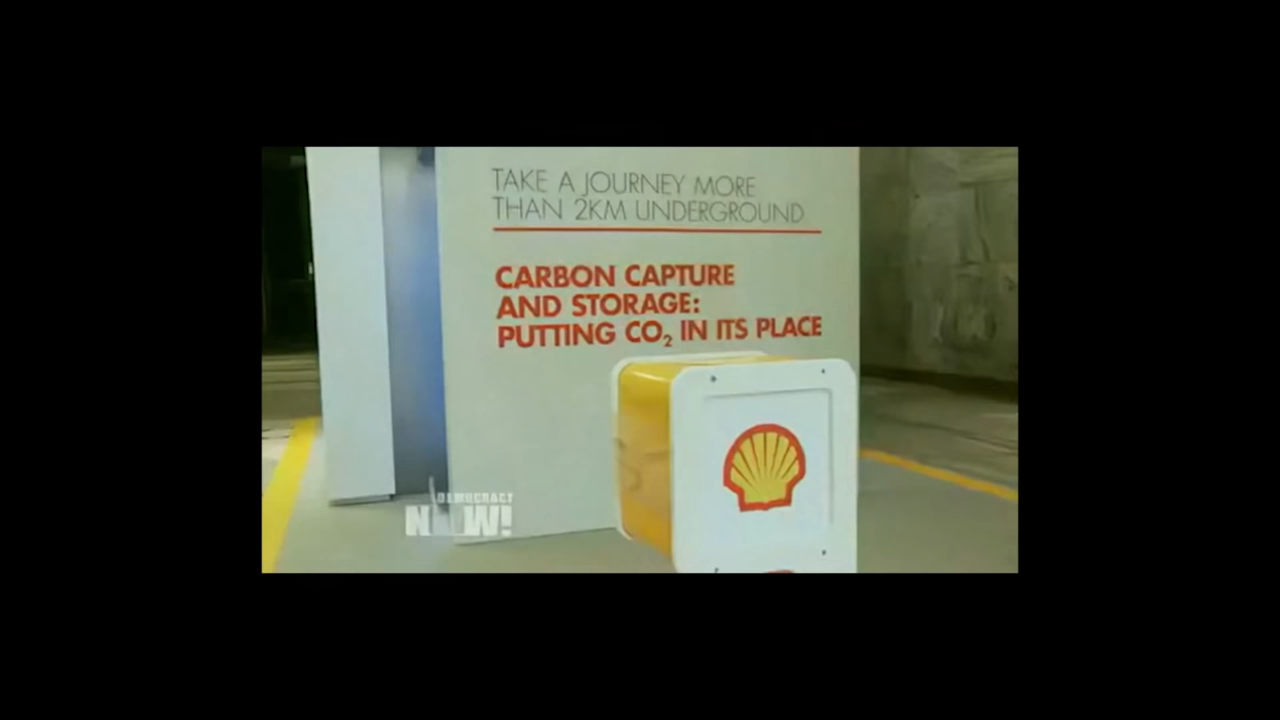 TAKE A JOURNEY MORE
THAN 2KM UNDERGROUND
CARBON CAPTURE
AND STORAGE:
PUTTING CO₂ IN ITS PLACE
DEMOCRACY
NOW!